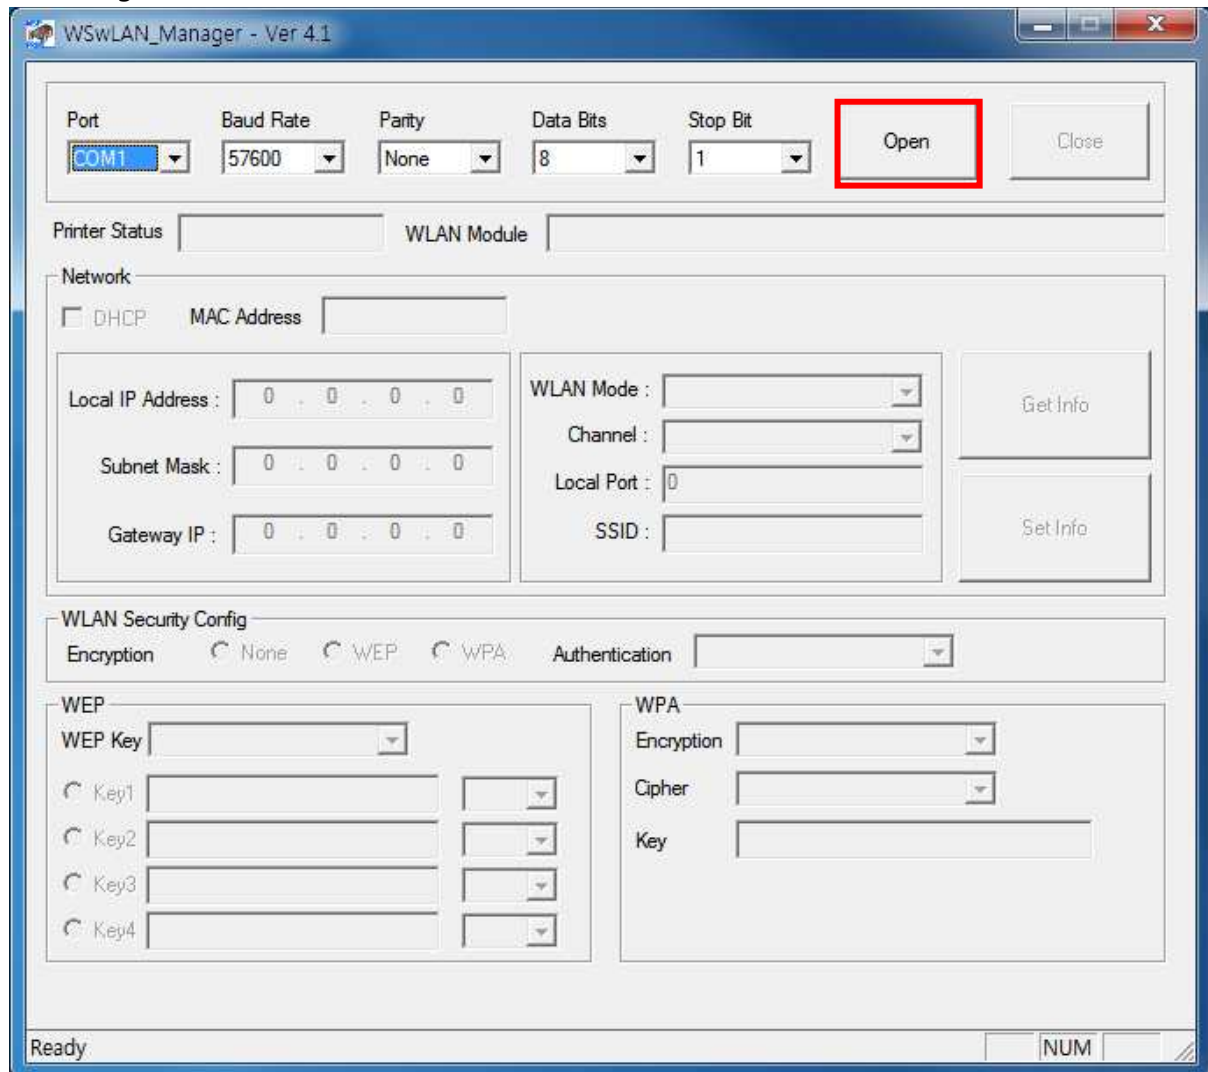 WSwLAN_Manager - Ver 4.1
Port Baud Rate Parity Data Bits Stop Bit
COM1 57600 None 8 1 Open Close
Printer Status WLAN Module
Network
DHCP MAC Address
Local IP Address : 0 . 0 . 0 . 0
Subnet Mask : 0 . 0 . 0 . 0
Gateway IP : 0 . 0 . 0 . 0
WLAN Mode :
Channel :
Local Port : 0
SSID :
Get Info
Set Info
WLAN Security Config
Encryption None WEP WPA Authentication
WEP
WEP Key
Key1
Key2
Key3
Key4
WPA
Encryption
Cipher
Key
Ready NUM